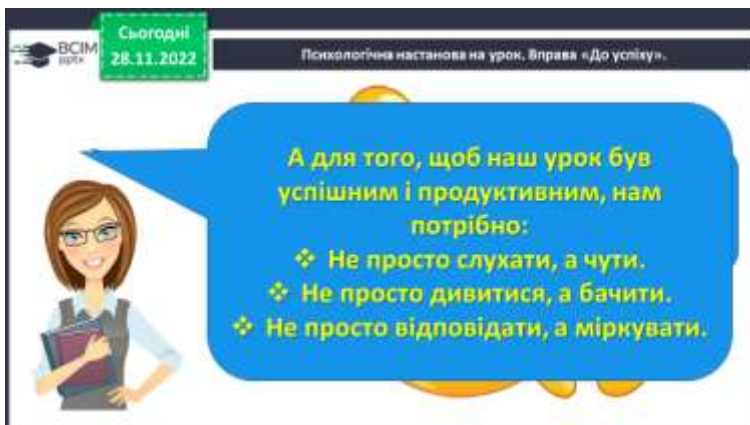 Сьогодні
28.11.2022
ВСІМ
pptx
Психологічна настанова на урок. Вправа «До успіху».
А для того, щоб наш урок був
успішним і продуктивним, нам
потрібно:
❖ Не просто слухати, а чути.
❖ Не просто дивитися, а бачити.
❖ Не просто відповідати, а міркувати.